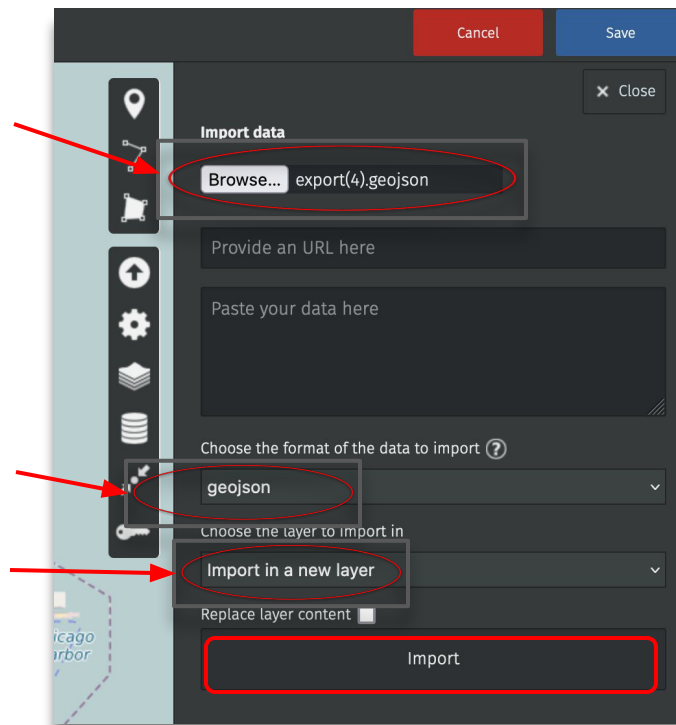 Cancel
Save
× Close
Import data
Browse... export(4).geojson
Provide an URL here
Paste your data here
Choose the format of the data to import ?
geojson
Choose the layer to import in
Import in a new layer
Replace layer content
icago
arbor
Import